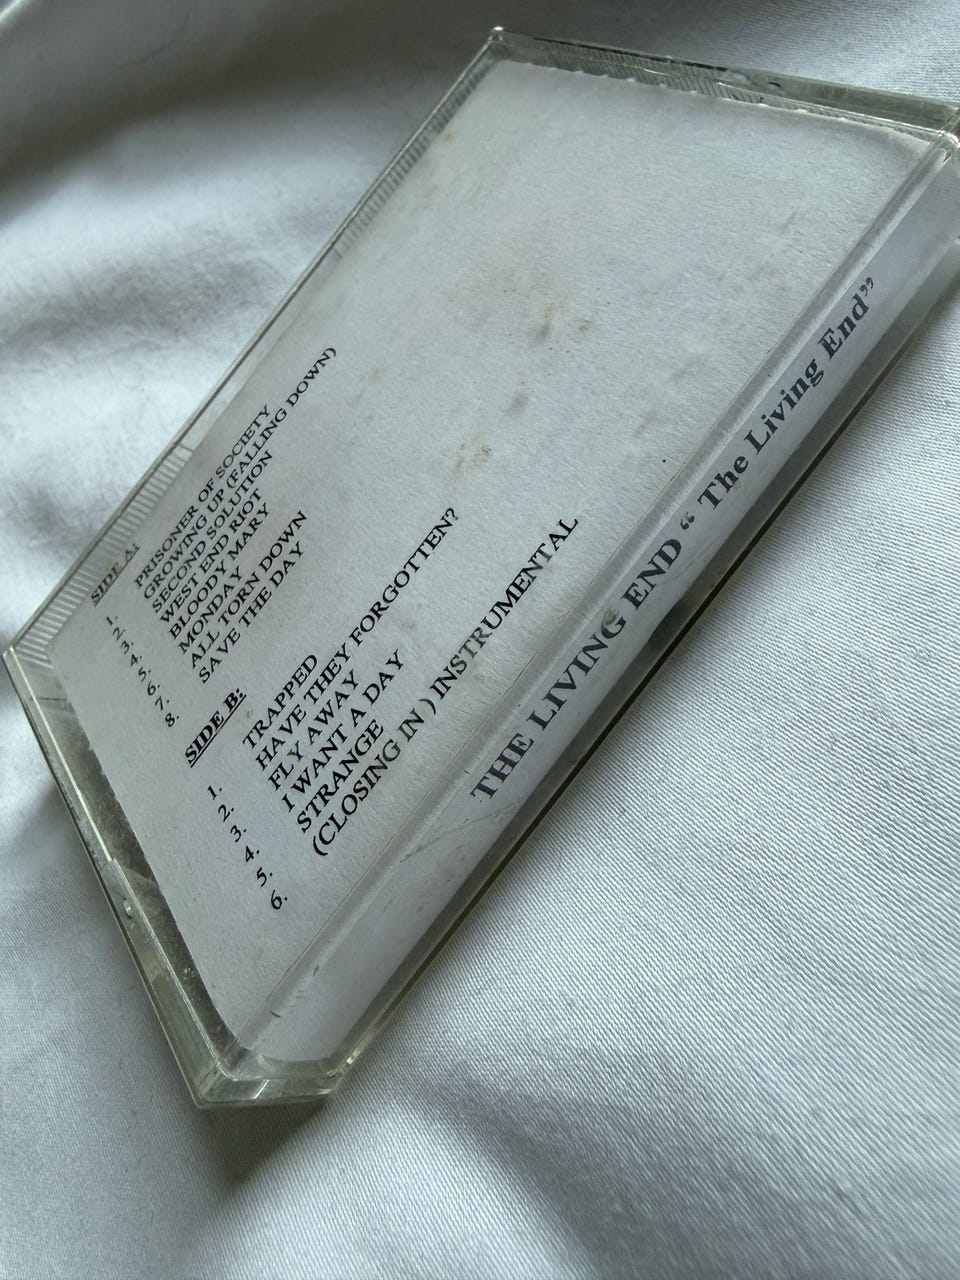 SIDE A:
1. PRISONER OF SOCIETY
2. GROWING UP (FALLING DOWN)
3. SECOND SOLUTION
4. WEST END RIOT
5. BLOODY MARY
6. MONDAY
7. ALL TORN DOWN
8. SAVE THE DAY
SIDE B:
1. TRAPPED
2. HAVE THEY FORGOTTEN?
3. FLY AWAY
4. I WANT A DAY
5. STRANGE
6. (CLOSING IN ) INSTRUMENTAL
THE LIVING END “ The Living End”